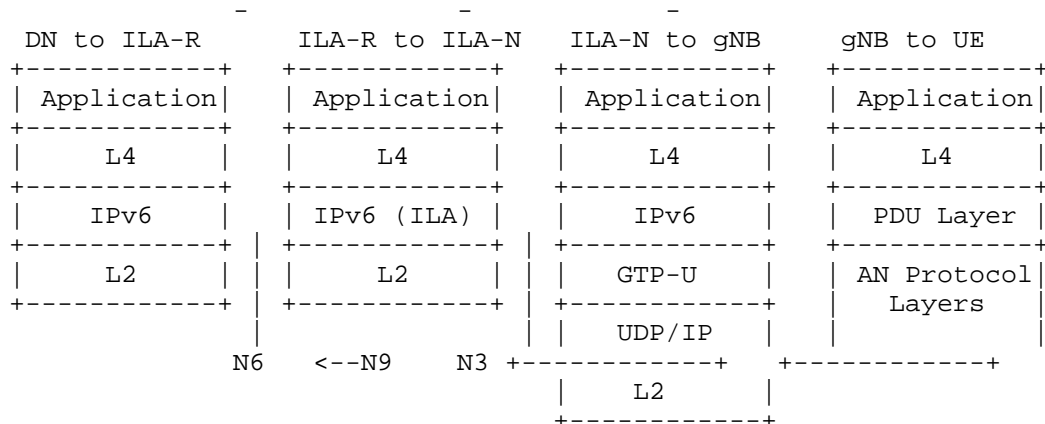 DN to ILA-R ILA-R to ILA-N ILA-N to gNB gNB to UE
Application Application Application Application
L4 L4 L4 L4
IPv6 IPv6 (ILA) IPv6 PDU Layer
L2 L2 GTP-U AN Protocol
Layers
UDP/IP
N6 <--N9 N3
L2